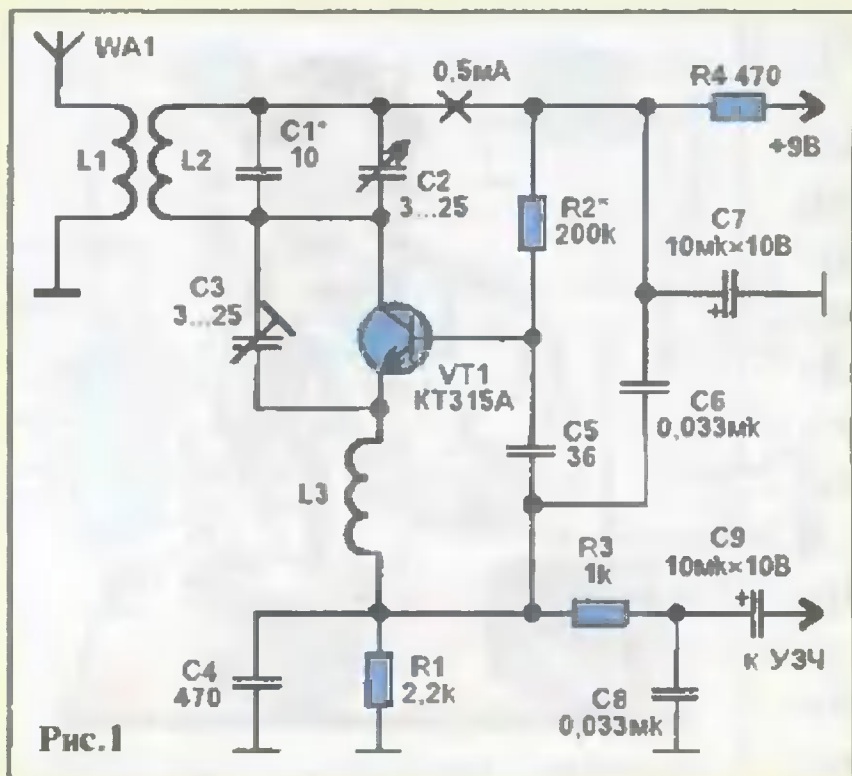 WA1
0,5мА
R4 470
+9В
C1*
10
L1
L2
C2
3...25
R2*
200k
C7
10мк×10В
+
C3
3...25
VT1
КТ315А
C6
0,033мк
C5
36
L3
R3
1k
C9
10мк×10В
+
к УЗЧ
C4
470
R1
2,2k
C8
0,033мк
Рис.1